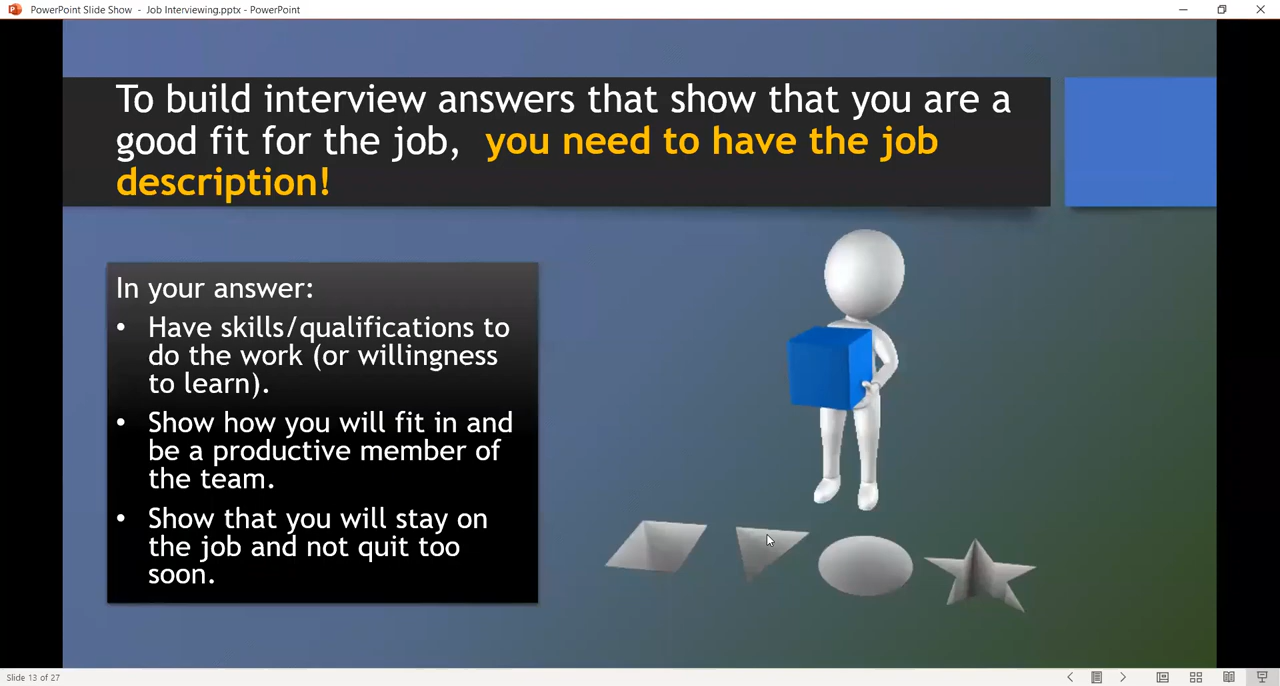 PowerPoint Slide Show - Job Interviewing.pptx - PowerPoint
To build interview answers that show that you are a
good fit for the job, you need to have the job
description!
In your answer:
• Have skills/qualifications to
do the work (or willingness
to learn).
• Show how you will fit in and
be a productive member of
the team.
• Show that you will stay on
the job and not quit too
soon.
Slide 13 of 27